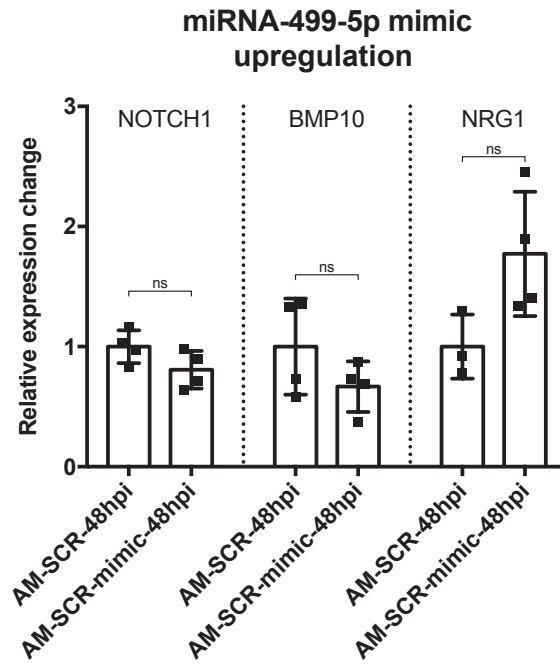 miRNA-499-5p mimic
upregulation
Relative expression change
3
2
1
0
NOTCH1
BMP10
NRG1
ns
ns
ns
AM-SCR-48hpi
AM-SCR-mimic-48hpi
AM-SCR-48hpi
AM-SCR-mimic-48hpi
AM-SCR-48hpi
AM-SCR-mimic-48hpi